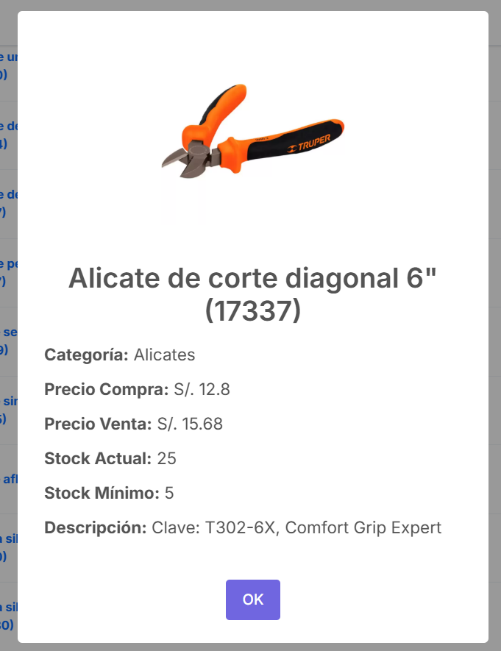 TRUPER
Alicate de corte diagonal 6"
(17337)
Categoría: Alicates
Precio Compra: S/. 12.8
Precio Venta: S/. 15.68
Stock Actual: 25
Stock Mínimo: 5
Descripción: Clave: T302-6X, Comfort Grip Expert
OK